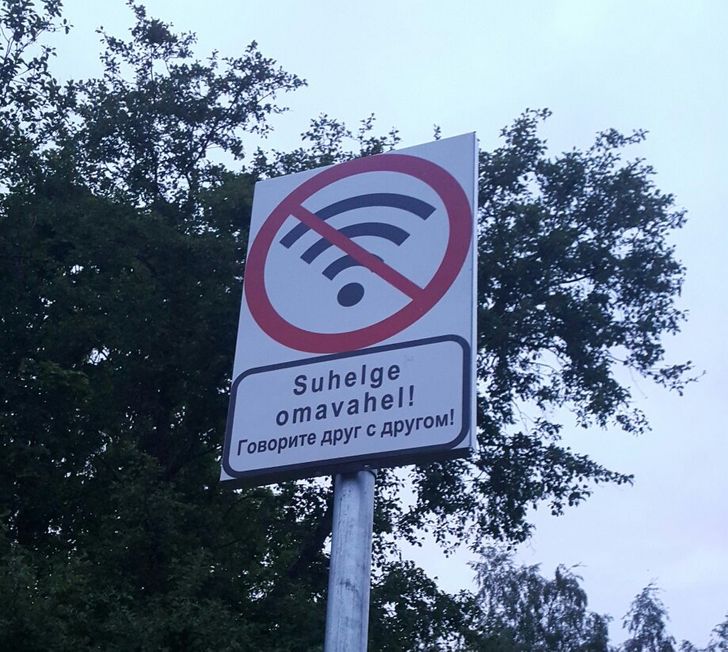 Suhelge
omavahel!
Говорите друг с другом!